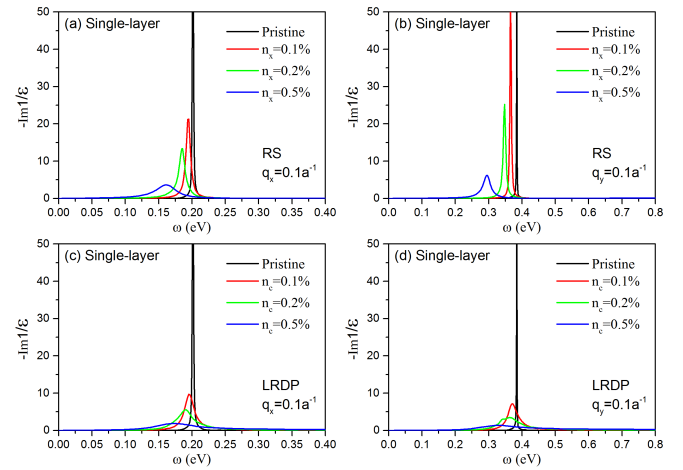 (a) Single-layer
Pristine
nₓ=0.1%
nₓ=0.2%
nₓ=0.5%
RS
qₓ=0.1a⁻¹
-Im1/ε
50
40
30
20
10
0
0.00 0.05 0.10 0.15 0.20 0.25 0.30 0.35 0.40
ω (eV)
(b) Single-layer
Pristine
nₓ=0.1%
nₓ=0.2%
nₓ=0.5%
RS
q_y=0.1a⁻¹
-Im1/ε
50
40
30
20
10
0
0.0 0.1 0.2 0.3 0.4 0.5 0.6 0.7 0.8
ω (eV)
(c) Single-layer
Pristine
n_c=0.1%
n_c=0.2%
n_c=0.5%
LRDP
qₓ=0.1a⁻¹
-Im1/ε
50
40
30
20
10
0
0.00 0.05 0.10 0.15 0.20 0.25 0.30 0.35 0.40
ω (eV)
(d) Single-layer
Pristine
n_c=0.1%
n_c=0.2%
n_c=0.5%
LRDP
q_y=0.1a⁻¹
-Im1/ε
50
40
30
20
10
0
0.0 0.1 0.2 0.3 0.4 0.5 0.6 0.7 0.8
ω (eV)